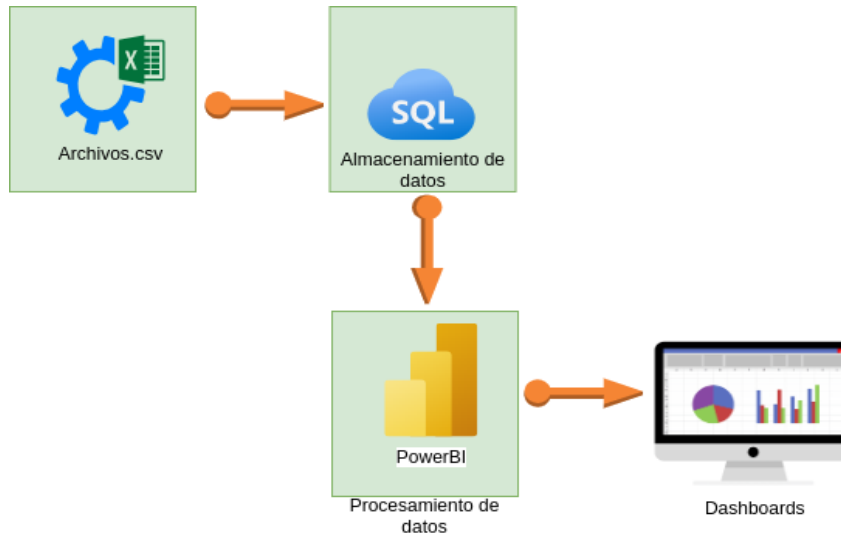 X
SQL
Archivos.csv
Almacenamiento de
datos
PowerBI
Procesamiento de
datos
Dashboards